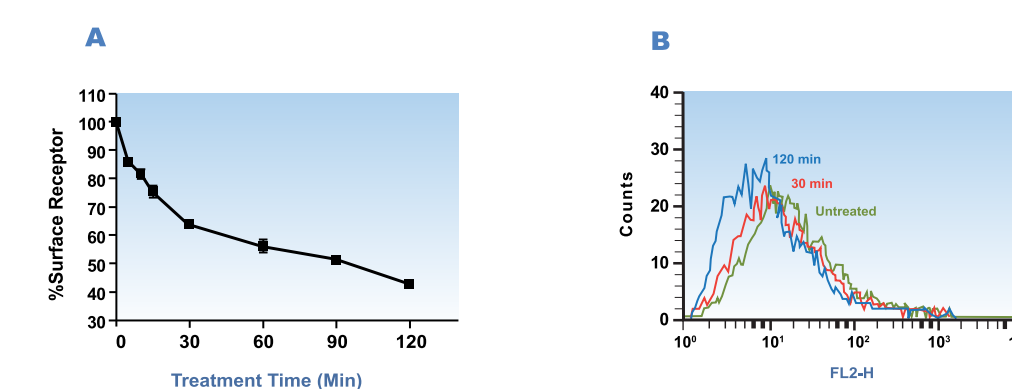 A
110
100
90
80
70
60
50
40
30
%Surface Receptor
0 30 60 90 120
Treatment Time (Min)
B
40
30
20
10
0
Counts
120 min
30 min
Untreated
10⁰ 10¹ 10² 10³
FL2-H